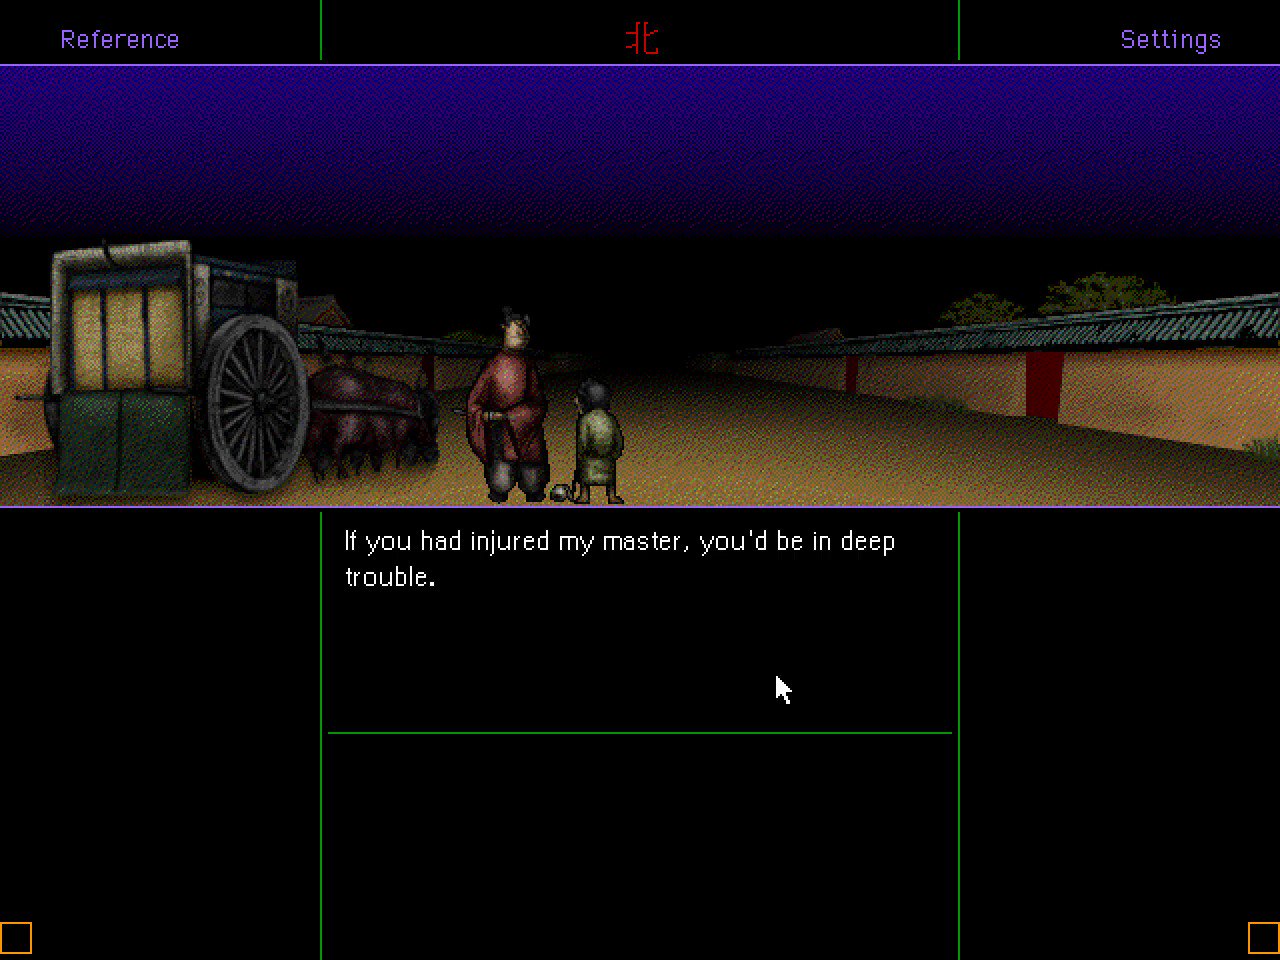 Reference
北
Settings
If you had injured my master, you'd be in deep
trouble.